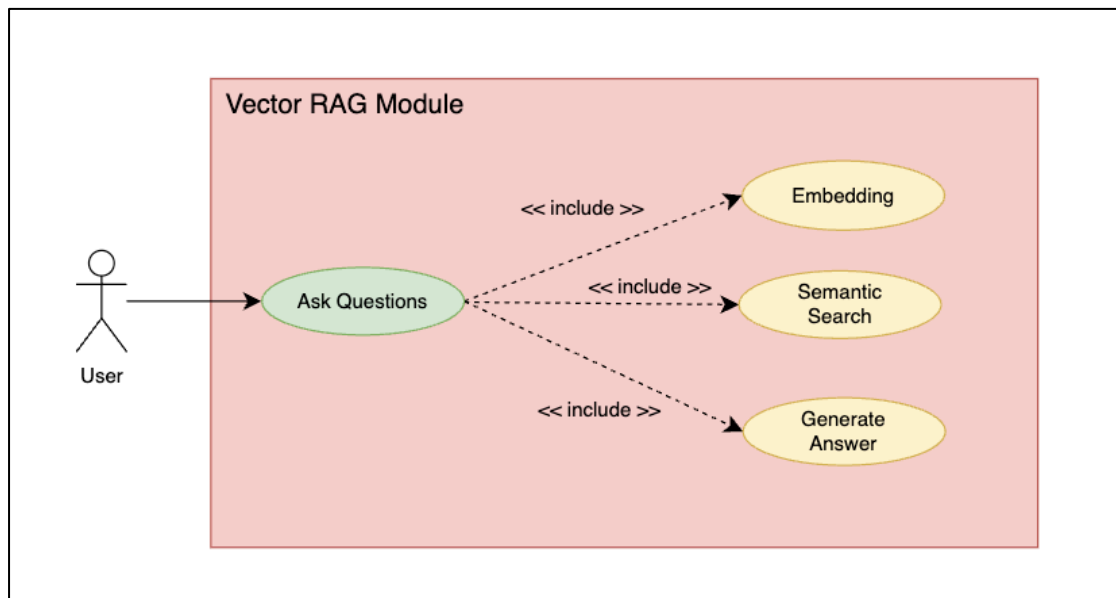 Vector RAG Module
<< include >>
Embedding
<< include >>
Semantic
Search
Ask Questions
User
<< include >>
Generate
Answer